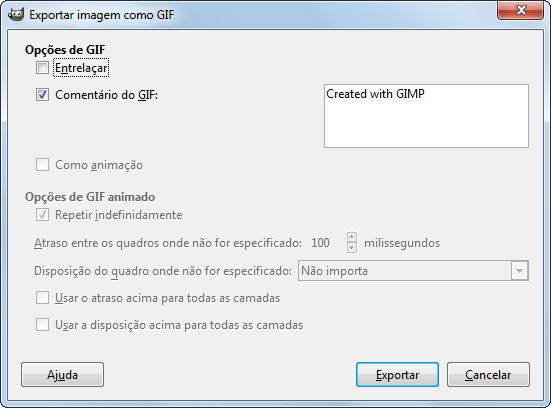 Exportar imagem como GIF
Opções de GIF
Entrelaçar
Comentário do GIF:
Created with GIMP
Como animação
Opções de GIF animado
Repetir indefinidamente
Atraso entre os quadros onde não for especificado: 100 milissegundos
Disposição do quadro onde não for especificado: Não importa
Usar o atraso acima para todas as camadas
Usar a disposição acima para todas as camadas
Ajuda Exportar Cancelar